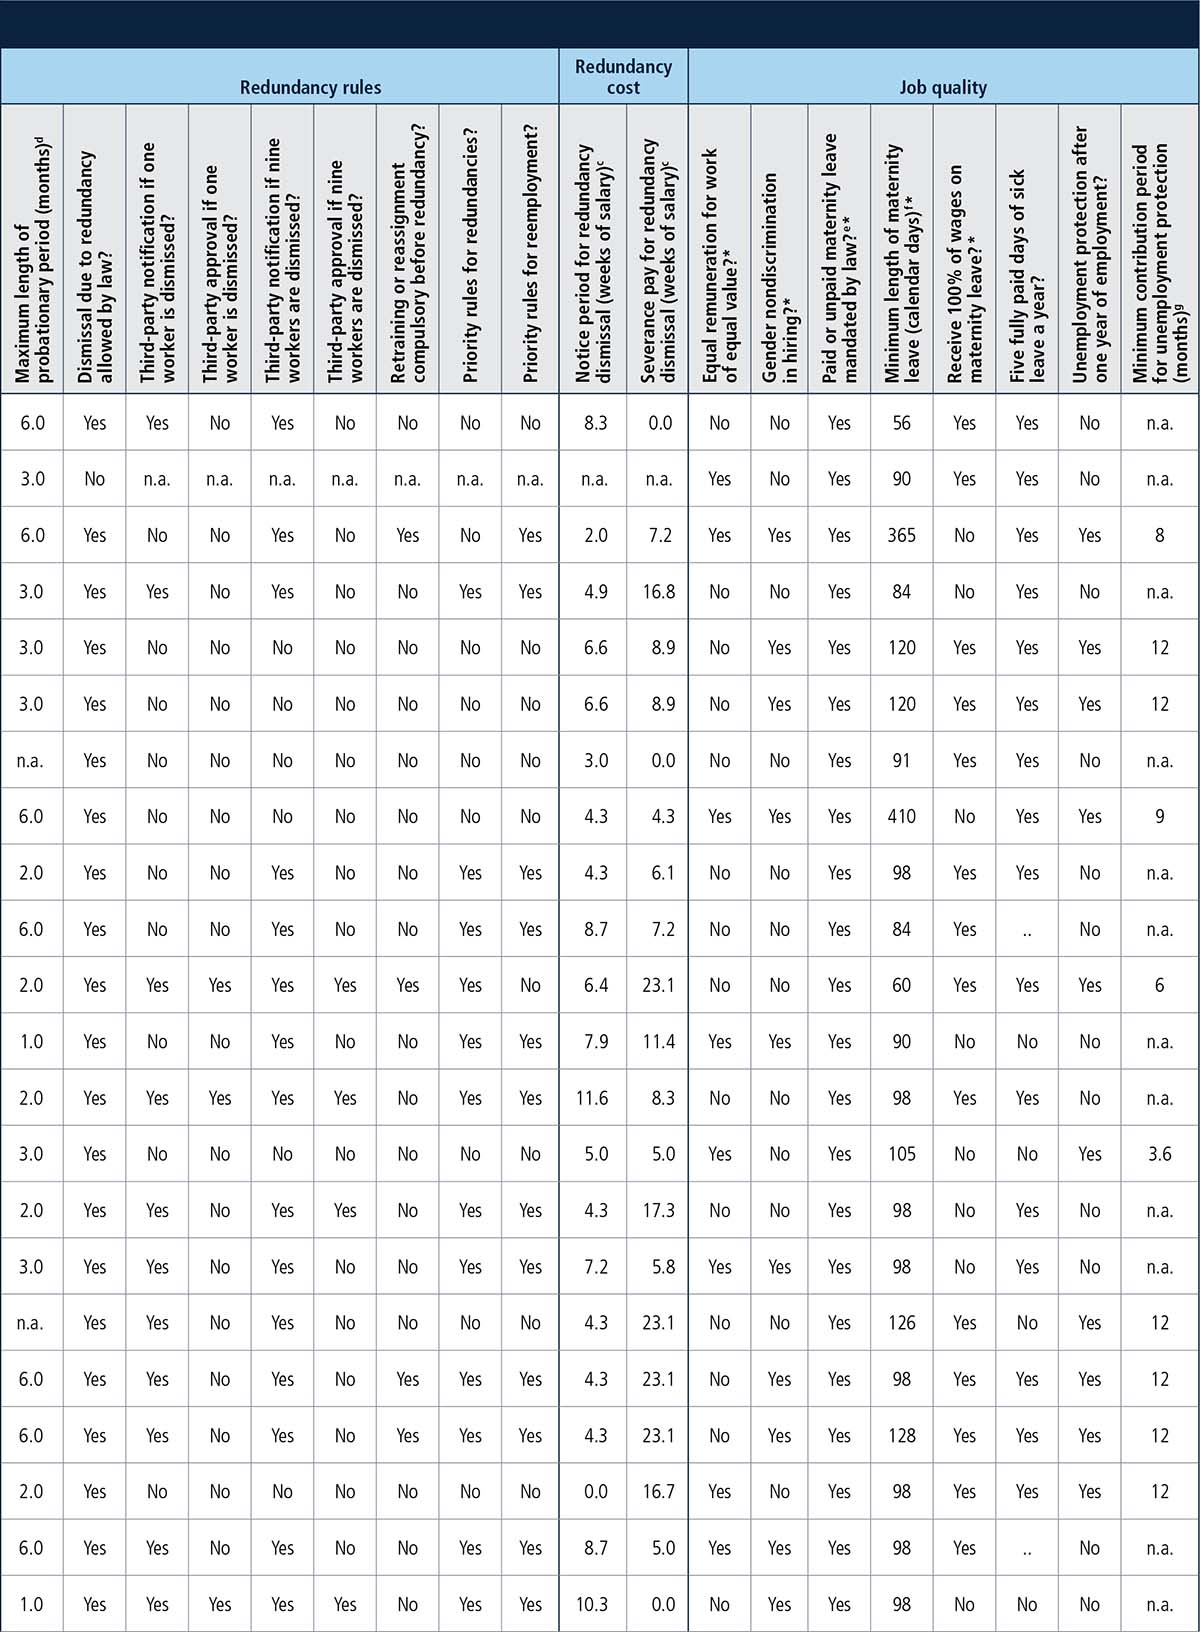 Redundancy rules Redundancy cost Job quality
Maximum length of probationary period (months)d
Dismissal due to redundancy allowed by law?
Third-party notification if one worker is dismissed?
Third-party approval if one worker is dismissed?
Third-party notification if nine workers are dismissed?
Third-party approval if nine workers are dismissed?
Retraining or reassignment compulsory before redundancy?
Priority rules for redundancies?
Priority rules for reemployment?
Notice period for redundancy dismissal (weeks of salary)c
Severance pay for redundancy dismissal (weeks of salary)c
Equal remuneration for work of equal value?*
Gender nondiscrimination in hiring?*
Paid or unpaid maternity leave mandated by law?e*
Minimum length of maternity leave (calendar days)f*
Receive 100% of wages on maternity leave?*
Five fully paid days of sick leave a year?
Unemployment protection after one year of employment?
Minimum contribution period for unemployment protection (months)g
6.0 Yes Yes No Yes No No No No 8.3 0.0 No No Yes 56 Yes Yes No n.a.
3.0 No n.a. n.a. n.a. n.a. n.a. n.a. n.a. n.a. n.a. Yes No Yes 90 Yes Yes No n.a.
6.0 Yes No No Yes No Yes No Yes 2.0 7.2 Yes Yes Yes 365 No Yes Yes 8
3.0 Yes Yes No Yes No No Yes Yes 4.9 16.8 No No Yes 84 No Yes No n.a.
3.0 Yes No No No No No No No 6.6 8.9 No Yes Yes 120 Yes Yes Yes 12
3.0 Yes No No No No No No No 6.6 8.9 No Yes Yes 120 Yes Yes Yes 12
n.a. Yes No No No No No No No 3.0 0.0 No No Yes 91 Yes Yes No n.a.
6.0 Yes No No No No No No No 4.3 4.3 Yes Yes Yes 410 No Yes Yes 9
2.0 Yes No No Yes No No Yes Yes 4.3 6.1 No No Yes 98 Yes Yes No n.a.
6.0 Yes No No Yes No No Yes Yes 8.7 7.2 No No Yes 84 Yes .. No n.a.
2.0 Yes Yes Yes Yes Yes Yes Yes No 6.4 23.1 No No Yes 60 Yes Yes Yes 6
1.0 Yes No No Yes No No Yes Yes 7.9 11.4 Yes Yes Yes 90 No No No n.a.
2.0 Yes Yes Yes Yes Yes No Yes Yes 11.6 8.3 No No Yes 98 Yes Yes No n.a.
3.0 Yes No No No No No No No 5.0 5.0 Yes No Yes 105 No No Yes 3.6
2.0 Yes Yes No Yes Yes No Yes Yes 4.3 17.3 No No Yes 98 No Yes No n.a.
3.0 Yes Yes No Yes No No Yes Yes 7.2 5.8 Yes Yes Yes 98 No Yes No n.a.
n.a. Yes Yes No Yes No No No No 4.3 23.1 No No Yes 126 Yes No Yes 12
6.0 Yes Yes No Yes No Yes Yes Yes 4.3 23.1 No Yes Yes 98 Yes Yes Yes 12
6.0 Yes Yes No Yes No Yes Yes Yes 4.3 23.1 No Yes Yes 128 Yes Yes Yes 12
2.0 Yes No No No No No No No 0.0 16.7 Yes No Yes 98 Yes Yes Yes 12
6.0 Yes Yes No Yes No No Yes Yes 8.7 5.0 Yes Yes Yes 98 Yes .. No n.a.
1.0 Yes Yes Yes Yes Yes No Yes Yes 10.3 0.0 No Yes Yes 98 No No No n.a.